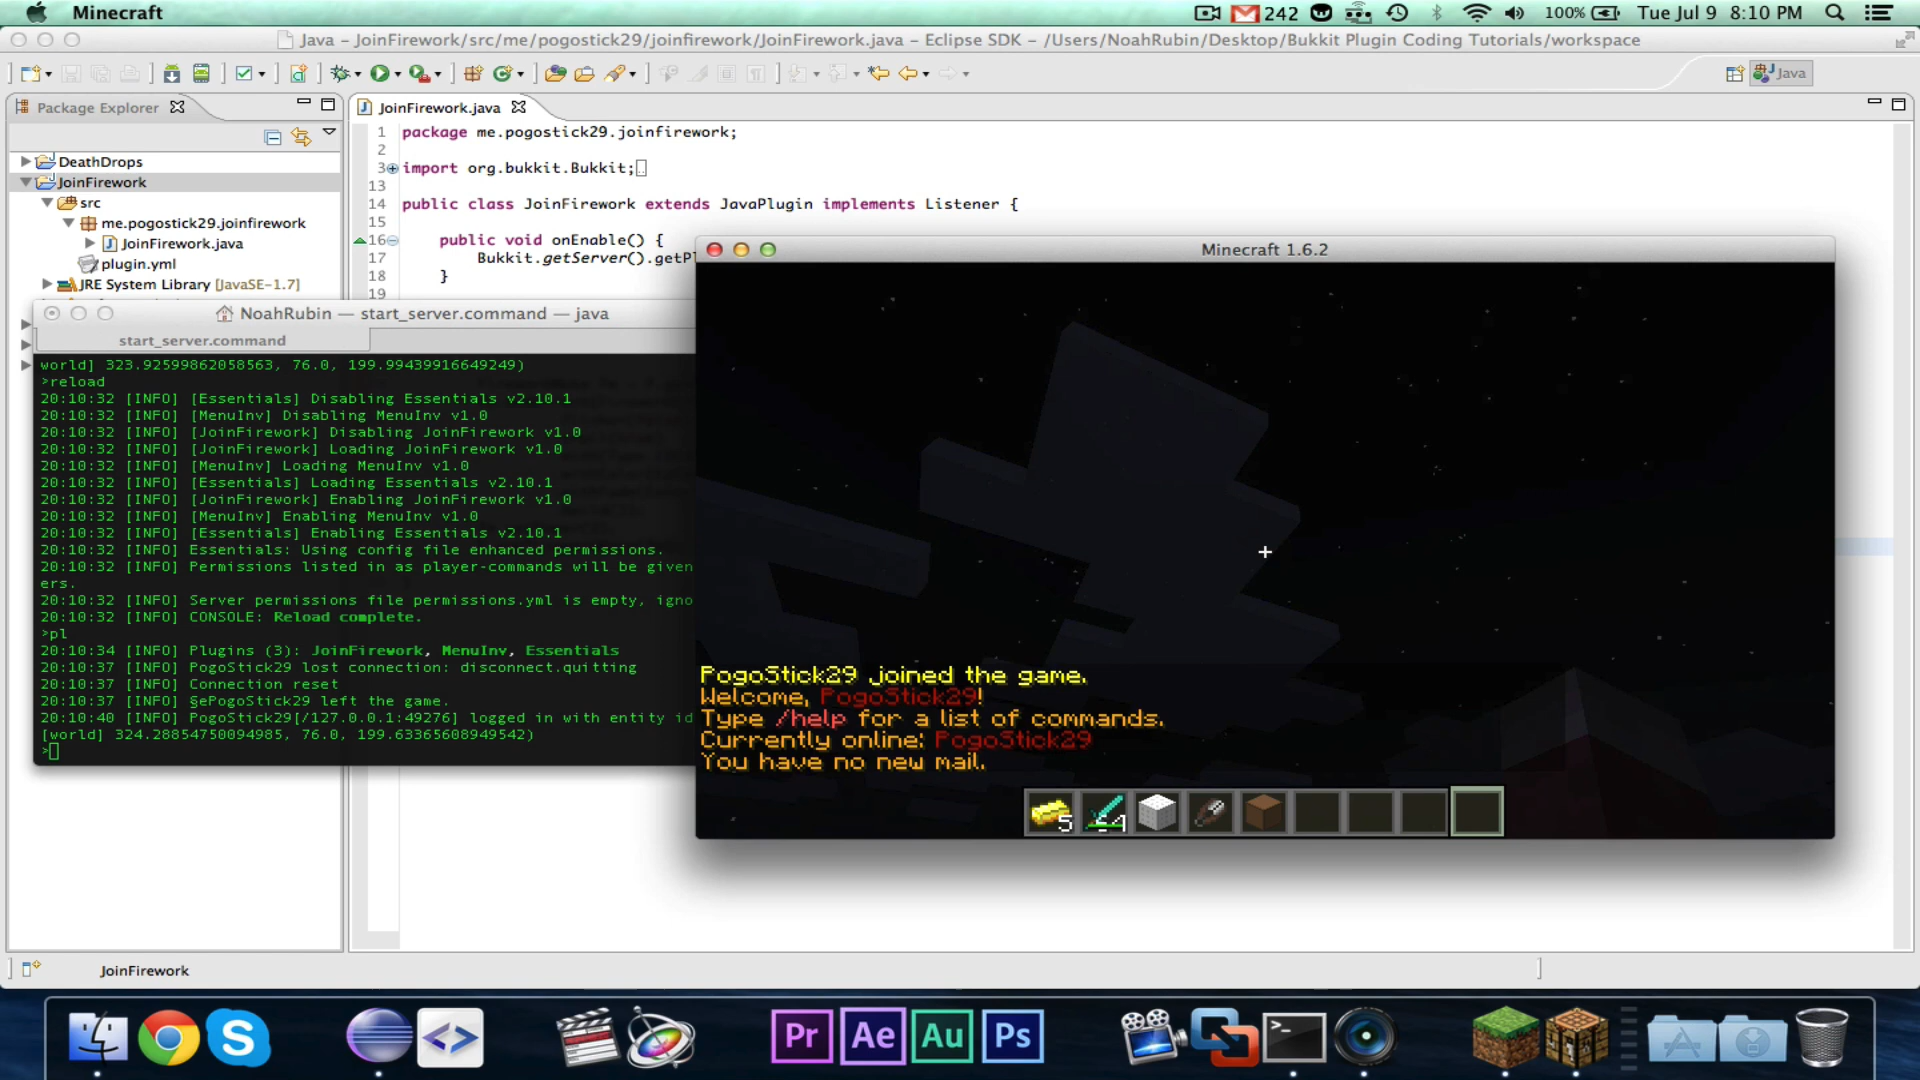 Minecraft
242
100%
Tue Jul 9 8:10 PM
Java – JoinFirework/src/me/pogostick29/joinfirework/JoinFirework.java – Eclipse SDK – /Users/NoahRubin/Desktop/Bukkit Plugin Coding Tutorials/workspace
Java
Package Explorer
DeathDrops
JoinFirework
src
me.pogostick29.joinfirework
JoinFirework.java
plugin.yml
JRE System Library [JavaSE-1.7]
JoinFirework.java
1 package me.pogostick29.joinfirework;
2
3 import org.bukkit.Bukkit;
13
14 public class JoinFirework extends JavaPlugin implements Listener {
15
16 public void onEnable() {
17 Bukkit.getServer().getPl
18 }
19
NoahRubin — start_server.command — java
start_server.command
world] 323.92599862058563, 76.0, 199.99439916649249)
>reload
20:10:32 [INFO] [Essentials] Disabling Essentials v2.10.1
20:10:32 [INFO] [MenuInv] Disabling MenuInv v1.0
20:10:32 [INFO] [JoinFirework] Disabling JoinFirework v1.0
20:10:32 [INFO] [JoinFirework] Loading JoinFirework v1.0
20:10:32 [INFO] [MenuInv] Loading MenuInv v1.0
20:10:32 [INFO] [Essentials] Loading Essentials v2.10.1
20:10:32 [INFO] [JoinFirework] Enabling JoinFirework v1.0
20:10:32 [INFO] [MenuInv] Enabling MenuInv v1.0
20:10:32 [INFO] [Essentials] Enabling Essentials v2.10.1
20:10:32 [INFO] Essentials: Using config file enhanced permissions.
20:10:32 [INFO] Permissions listed in as player-commands will be given
ers.
20:10:32 [INFO] Server permissions file permissions.yml is empty, igno
20:10:32 [INFO] CONSOLE: Reload complete.
>pl
20:10:34 [INFO] Plugins (3): JoinFirework, MenuInv, Essentials
20:10:37 [INFO] PogoStick29 lost connection: disconnect.quitting
20:10:37 [INFO] Connection reset
20:10:37 [INFO] §ePogoStick29 left the game.
20:10:40 [INFO] PogoStick29[/127.0.0.1:49276] logged in with entity id
[world] 324.28854750094985, 76.0, 199.63365608949542)
>
Minecraft 1.6.2
PogoStick29 joined the game.
Welcome, PogoStick29!
Type /help for a list of commands.
Currently online: PogoStick29
You have no new mail.
5
JoinFirework
Pr
Ae
Au
Ps